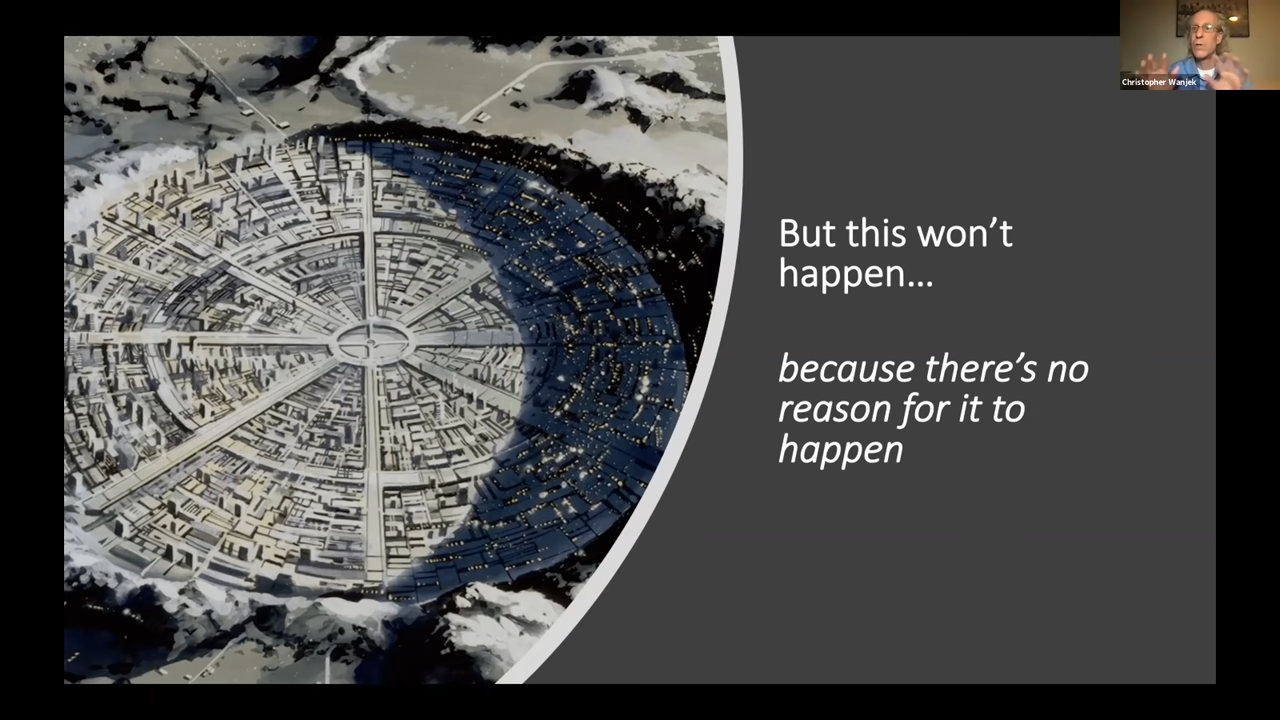 Christopher Wanjek
But this won’t
happen…
because there’s no
reason for it to
happen